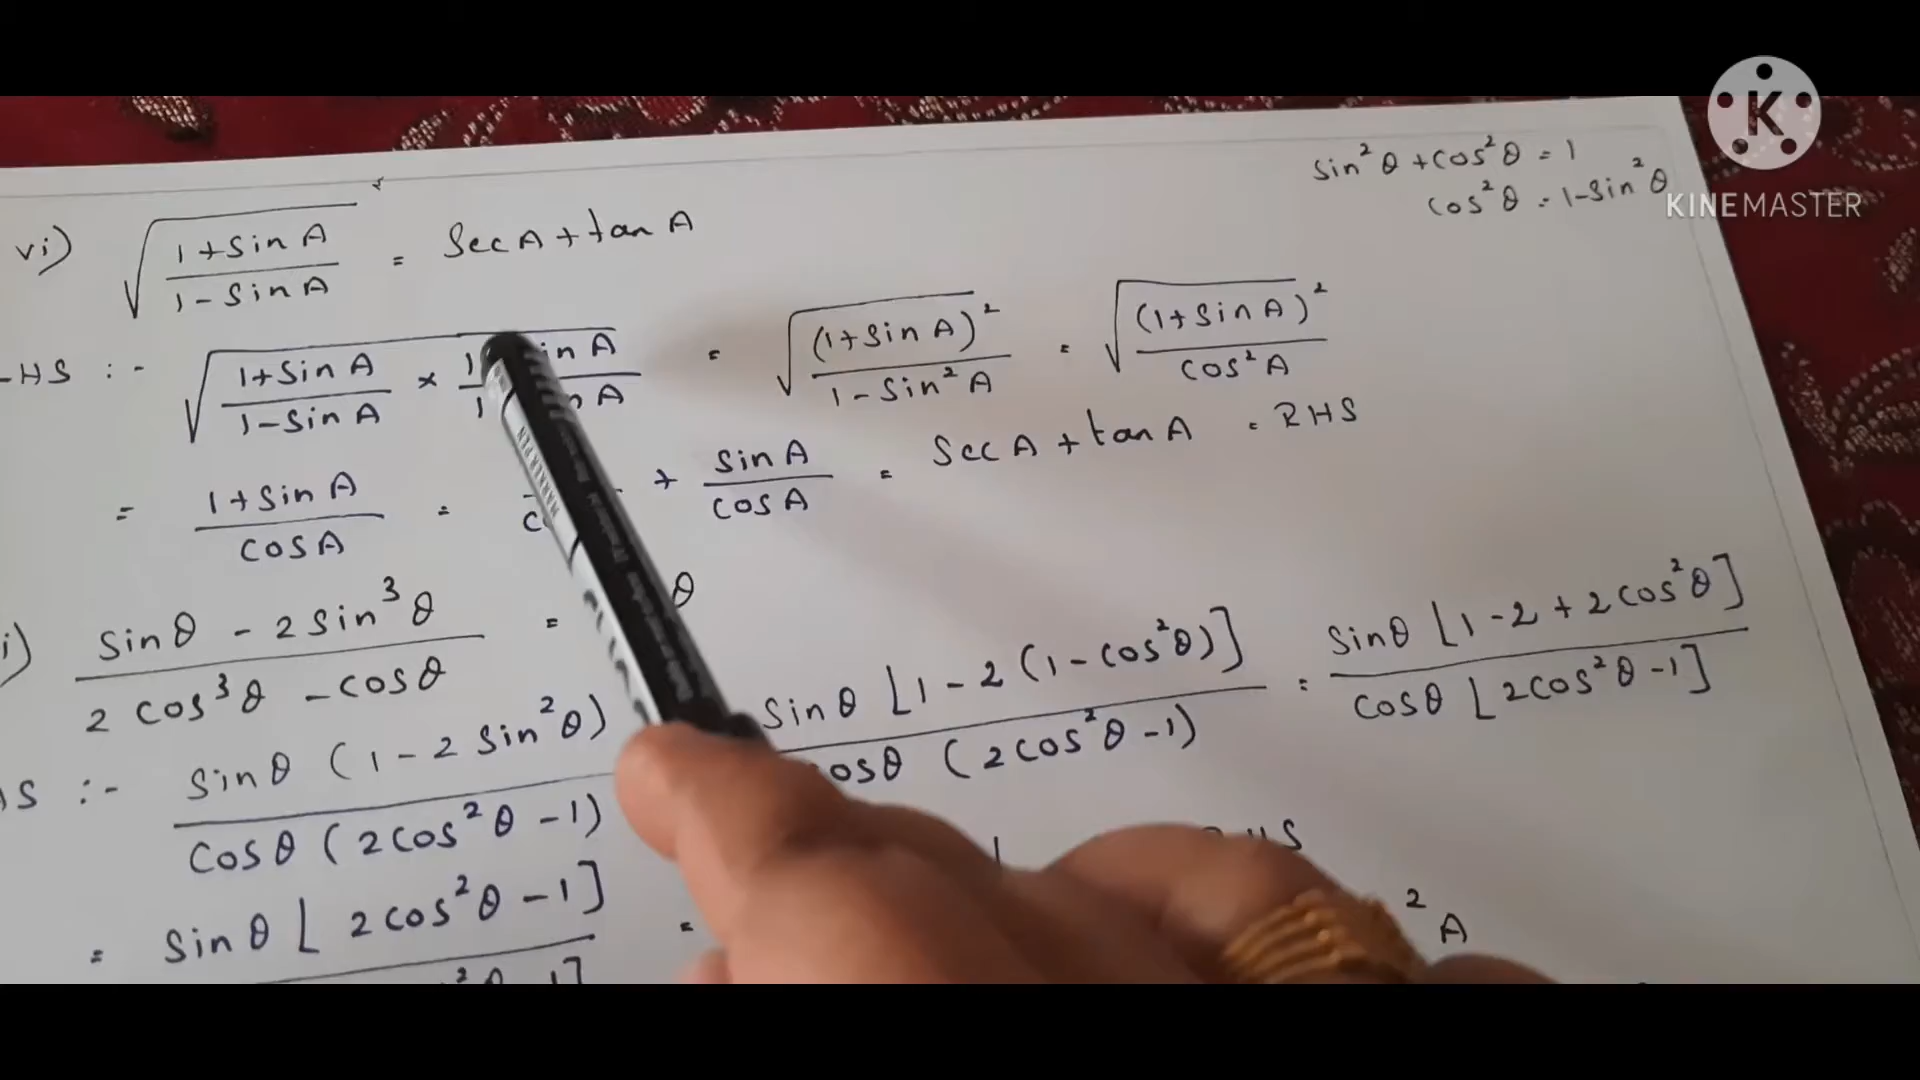 K
KINEMASTER
sin²θ + cos²θ = 1
cos²θ = 1 - sin²θ
vi) √((1 + sin A)/(1 - sin A)) = sec A + tan A
HS :- √((1 + sin A)/(1 - sin A) × = √((1 + sin A)²/(1 - sin² A)) = √((1 + sin A)²/cos² A)
= (1 + sin A)/cos A = + sin A/cos A = sec A + tan A = RHS
i) (sin θ - 2 sin³ θ)/(2 cos³ θ - cos θ) = θ
S :- sin θ (1 - 2 sin² θ)/cos θ (2 cos² θ - 1) sin θ [1 - 2 (1 - cos² θ)]/cos θ (2 cos² θ - 1) = sin θ [1 - 2 + 2 cos² θ]/cos θ [2 cos² θ - 1]
= sin θ [2 cos² θ - 1] =
² A
MARKER PEN